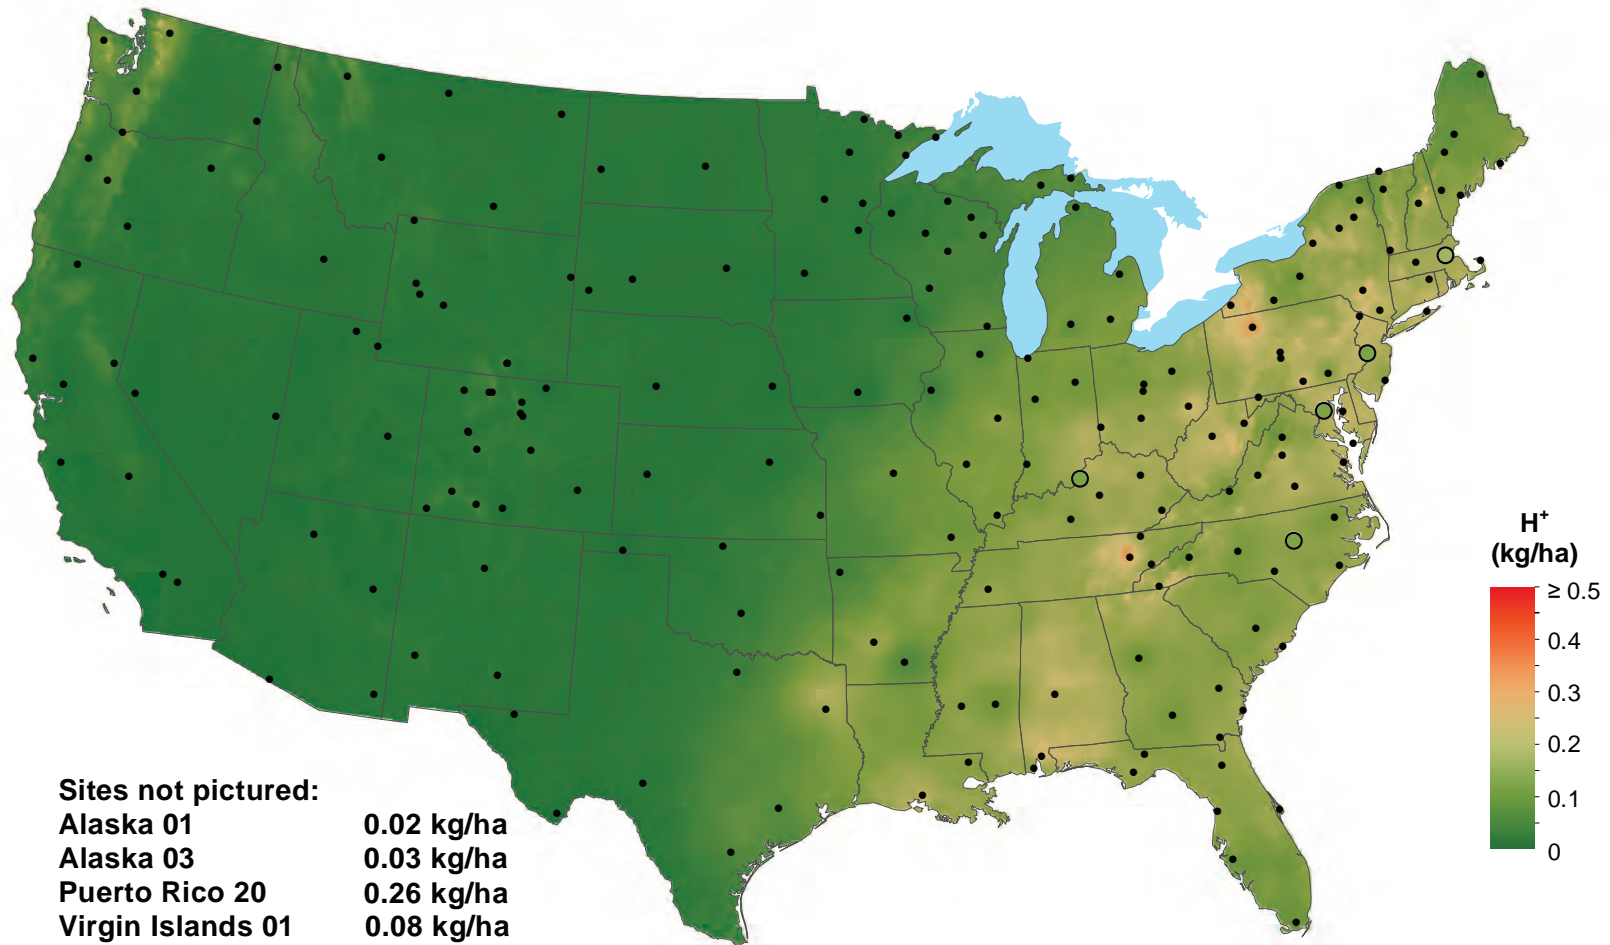 H⁺
(kg/ha)
≥ 0.5
0.4
0.3
0.2
0.1
0
Sites not pictured:
Alaska 01 0.02 kg/ha
Alaska 03 0.03 kg/ha
Puerto Rico 20 0.26 kg/ha
Virgin Islands 01 0.08 kg/ha